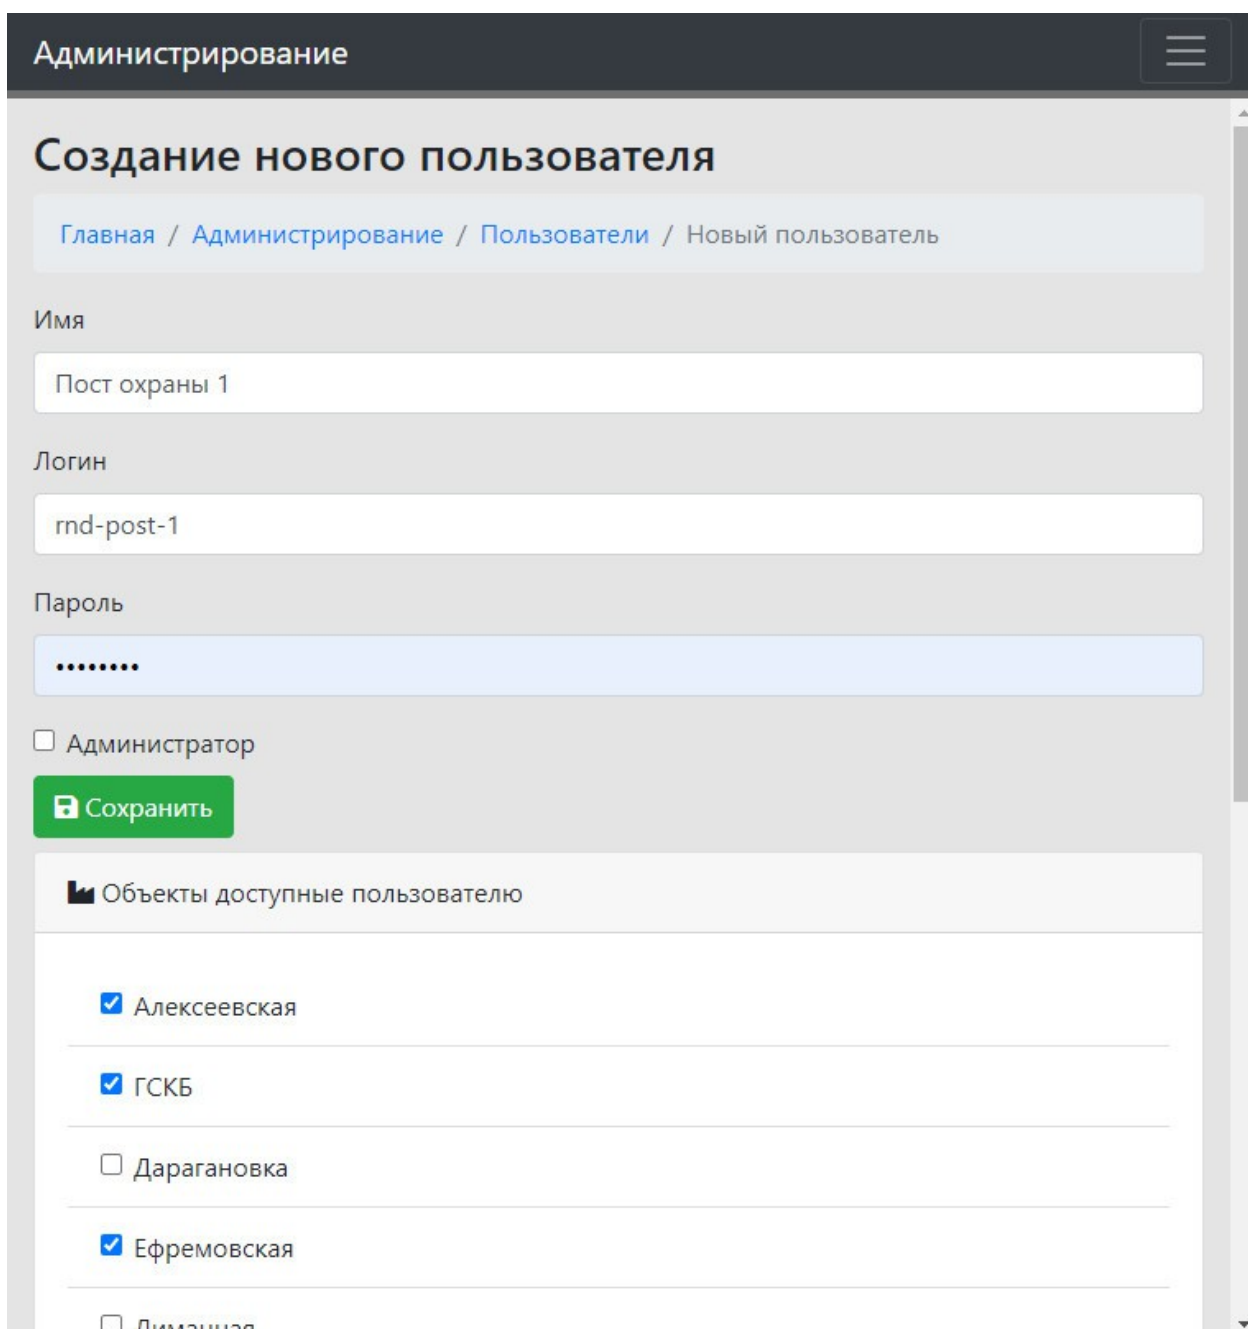 Администрирование
Создание нового пользователя
Главная / Администрирование / Пользователи / Новый пользователь
Имя
Пост охраны 1
Логин
rnd-post-1
Пароль
••••••••
Администратор
Сохранить
Объекты доступные пользователю
Алексеевская
ГСКБ
Дарагановка
Ефремовская